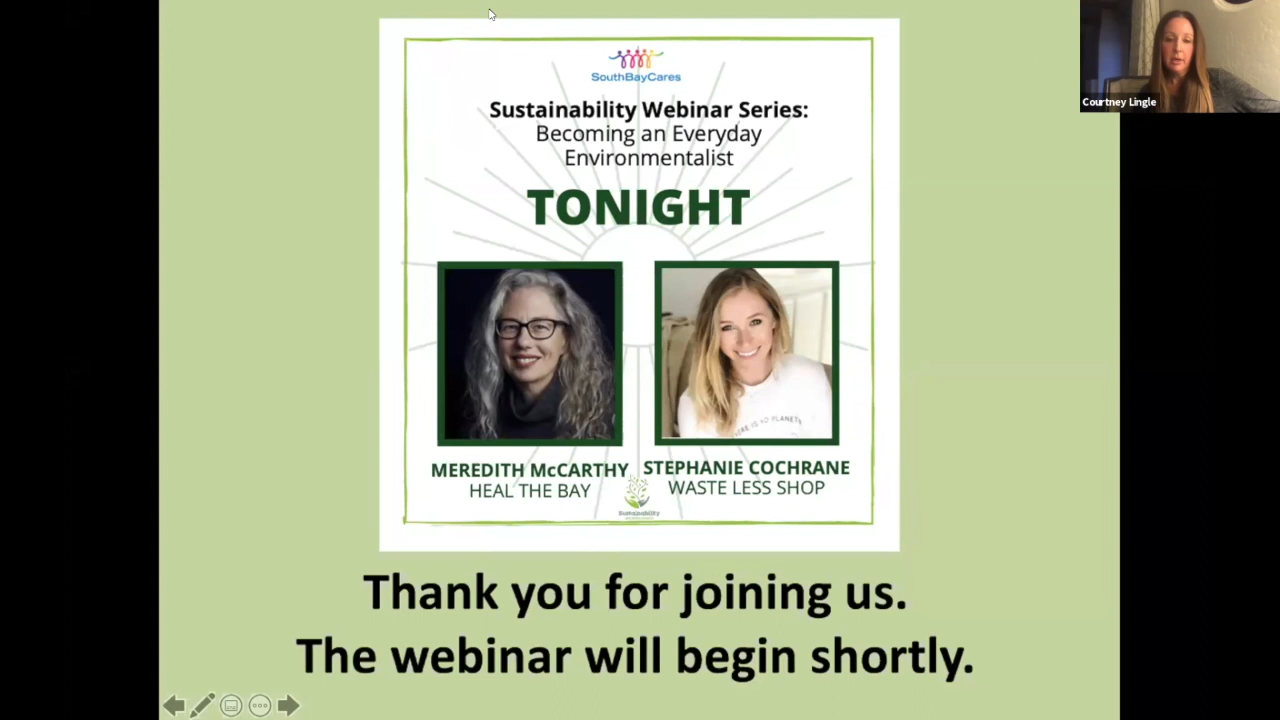 SouthBayCares
Sustainability Webinar Series:
Becoming an Everyday
Environmentalist
TONIGHT
MEREDITH McCARTHY
HEAL THE BAY
STEPHANIE COCHRANE
WASTE LESS SHOP
Sustainability
Thank you for joining us.
The webinar will begin shortly.
Courtney Lingle